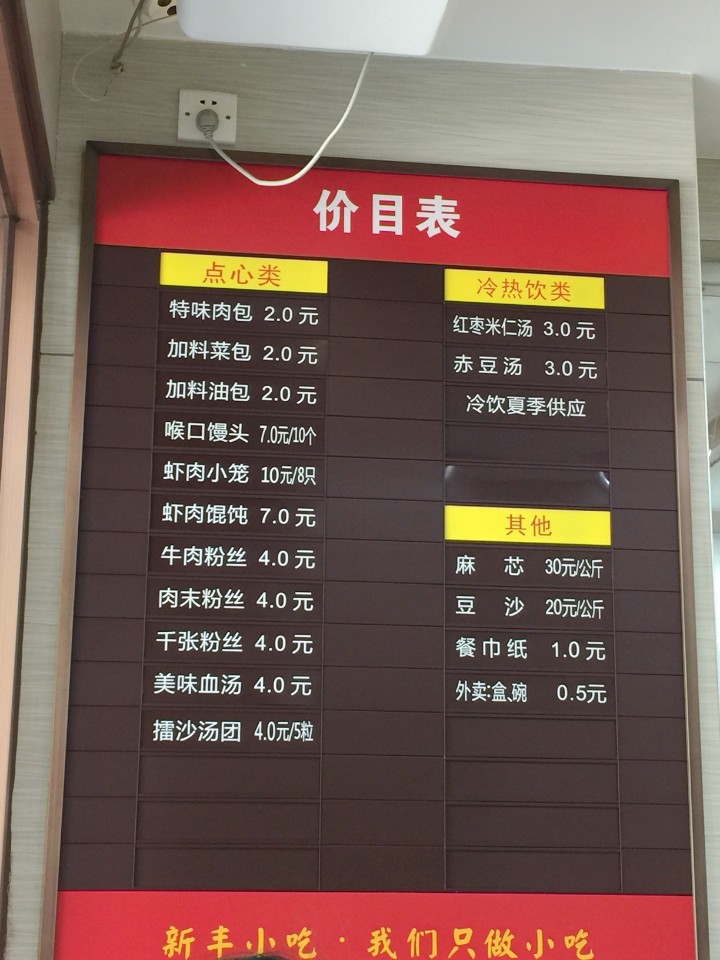 价目表
点心类
特味肉包 2.0 元
加料菜包 2.0 元
加料油包 2.0 元
喉口馒头 7.0元/10个
虾肉小笼 10元/8只
虾肉馄饨 7.0 元
牛肉粉丝 4.0 元
肉末粉丝 4.0 元
千张粉丝 4.0 元
美味血汤 4.0 元
擂沙汤团 4.0元/5粒
冷热饮类
红枣米仁汤 3.0 元
赤豆汤 3.0 元
冷饮夏季供应
其他
麻芯 30元/公斤
豆沙 20元/公斤
餐巾纸 1.0 元
外卖:盒、碗 0.5元
新丰小吃·我们只做小吃